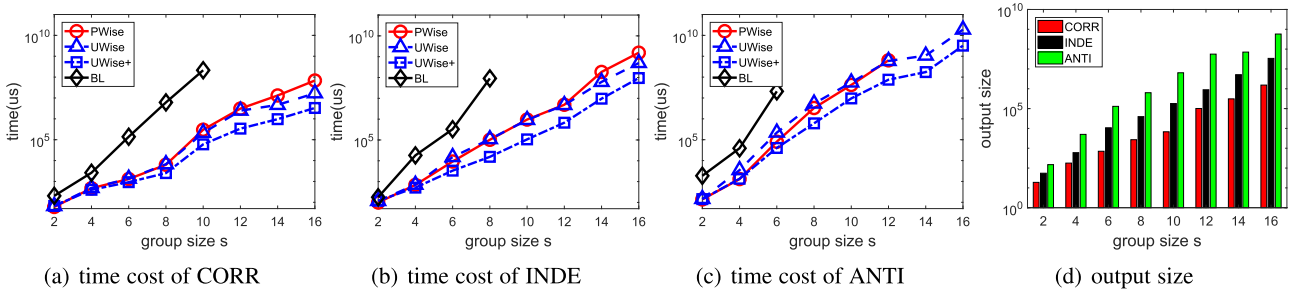 time(us)
10^10
10^5
PWise
UWise
UWise+
BL
2 4 6 8 10 12 14 16
group size s
(a) time cost of CORR
time(us)
10^10
10^5
PWise
UWise
UWise+
BL
2 4 6 8 10 12 14 16
group size s
(b) time cost of INDE
time(us)
10^10
10^5
PWise
UWise
UWise+
BL
2 4 6 8 10 12 14 16
group size s
(c) time cost of ANTI
output size
10^10
10^5
10^0
CORR
INDE
ANTI
2 4 6 8 10 12 14 16
group size s
(d) output size